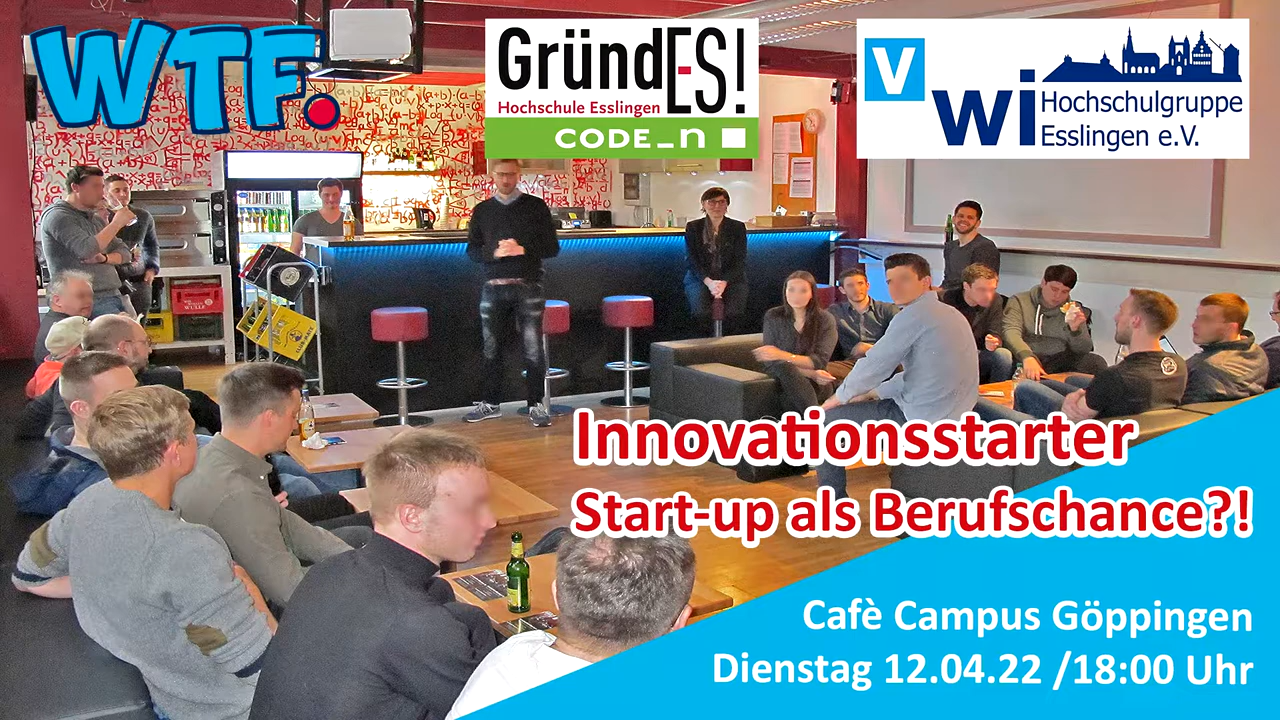 WTF.
GründES!
Hochschule Esslingen
CODE_n
V
wi
Hochschulgruppe
Esslingen e.V.
WULLE
Innovationsstarter
Start-up als Berufschance?!
Cafè Campus Göppingen
Dienstag 12.04.22 /18:00 Uhr